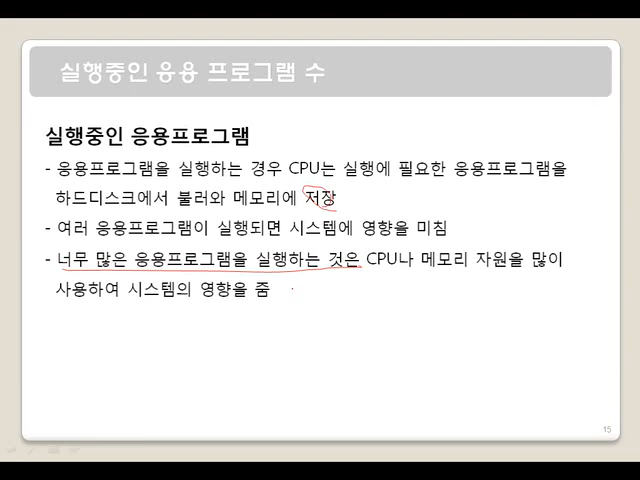 실행중인 응용 프로그램 수
실행중인 응용프로그램
- 응용프로그램을 실행하는 경우 CPU는 실행에 필요한 응용프로그램을
하드디스크에서 불러와 메모리에 저장
- 여러 응용프로그램이 실행되면 시스템에 영향을 미침
- 너무 많은 응용프로그램을 실행하는 것은 CPU나 메모리 자원을 많이
사용하여 시스템의 영향을 줌
15